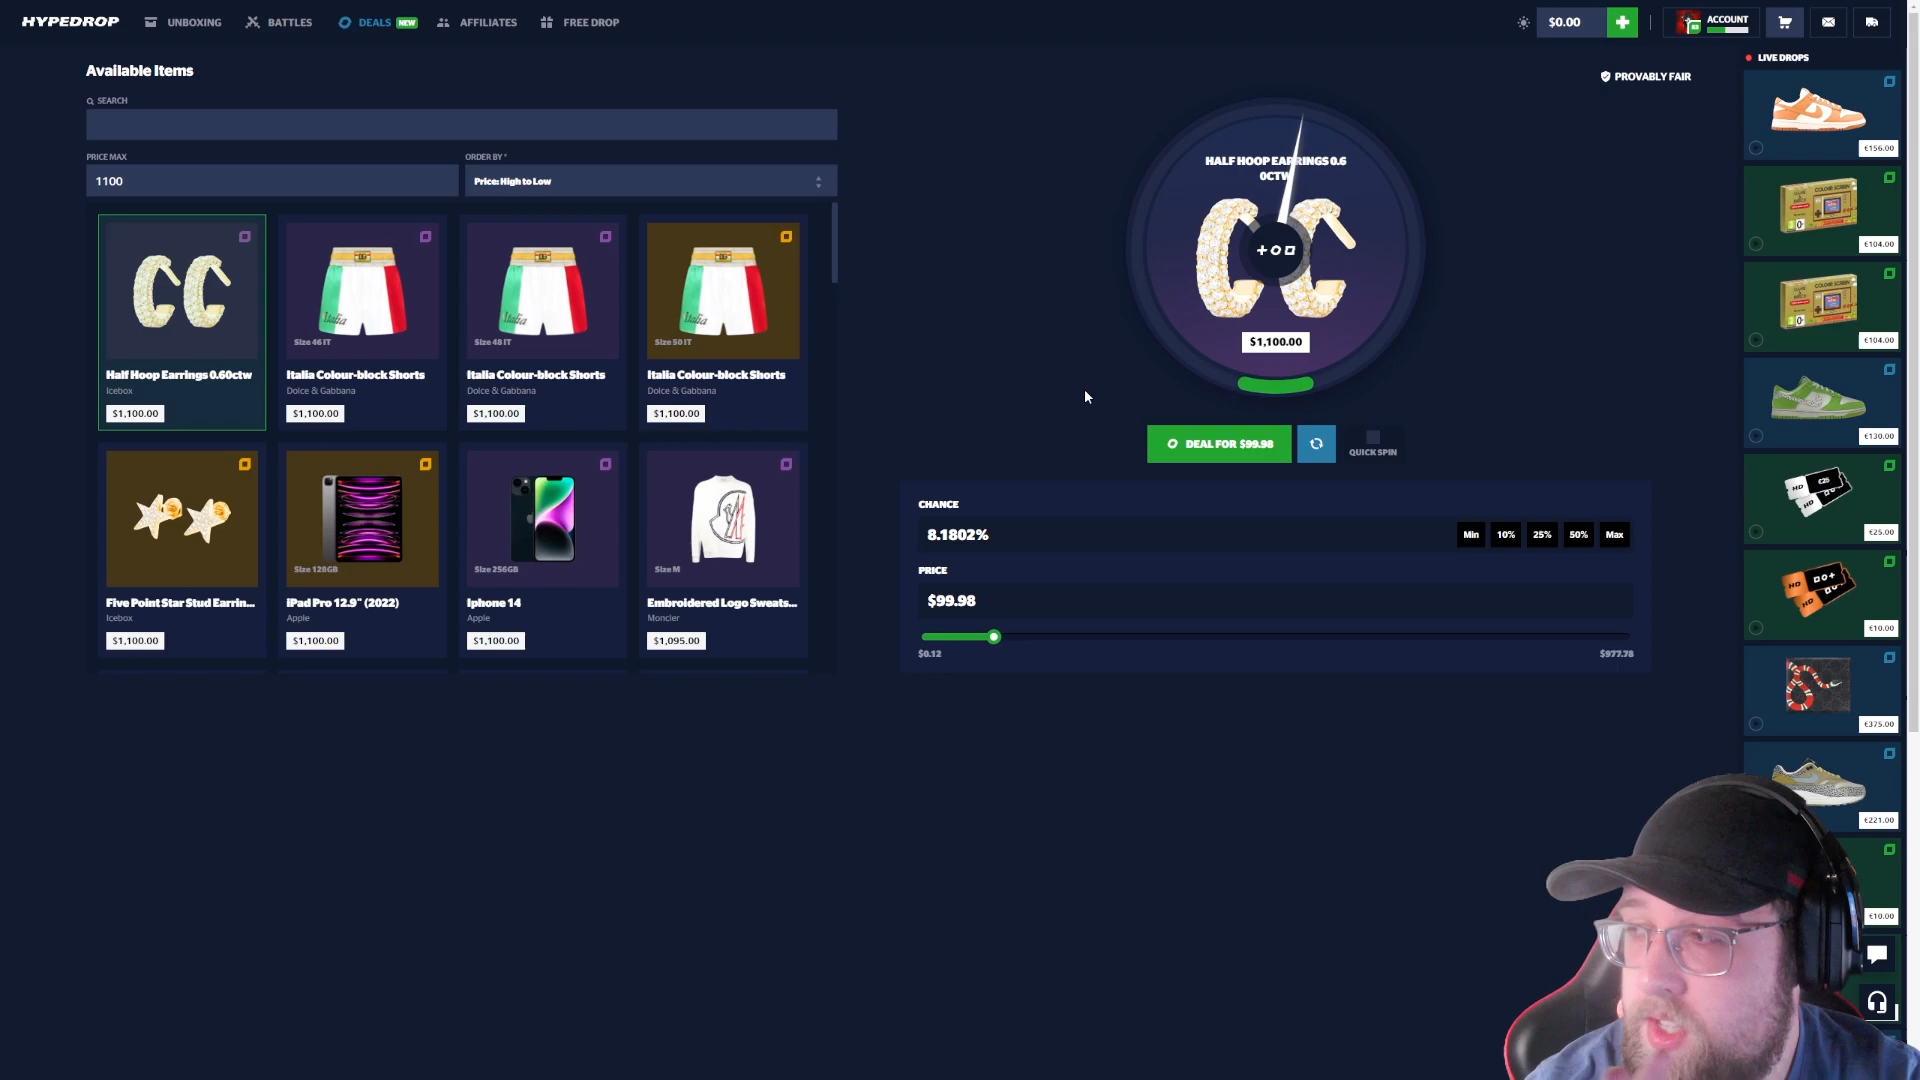 HYPEDROP
UNBOXING
BATTLES
DEALS NEW
AFFILIATES
FREE DROP
$0.00
ACCOUNT
Available Items
SEARCH
PRICE MAX
1100
ORDER BY *
Price: High to Low
Half Hoop Earrings 0.60ctw
Icebox
$1,100.00
Size 46 IT
Italia Colour-block Shorts
Dolce & Gabbana
$1,100.00
Size 48 IT
Italia Colour-block Shorts
Dolce & Gabbana
$1,100.00
Size 50 IT
Italia Colour-block Shorts
Dolce & Gabbana
$1,100.00
Five Point Star Stud Earrin...
Icebox
$1,100.00
Size 128GB
iPad Pro 12.9" (2022)
Apple
$1,100.00
Size 256GB
Iphone 14
Apple
$1,100.00
Size M
Embroidered Logo Sweats...
Moncler
$1,095.00
PROVABLY FAIR
HALF HOOP EARRINGS 0.6
0CTW
$1,100.00
DEAL FOR $99.98
QUICK SPIN
CHANCE
8.1802%
Min
10%
25%
50%
Max
PRICE
$99.98
$0.12
$977.78
LIVE DROPS
€156.00
€104.00
€104.00
€130.00
HD
€25
HD
€25.00
HD
HD
€10.00
€375.00
€221.00
€10.00